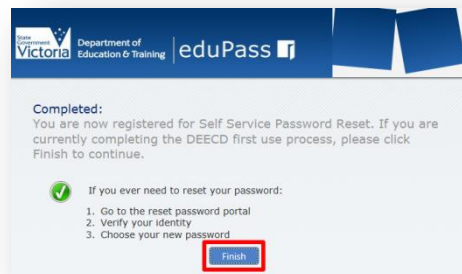 State
Government
Victoria
Department of
Education & Training
eduPass
Completed:
You are now registered for Self Service Password Reset. If you are
currently completing the DEECD first use process, please click
Finish to continue.
If you ever need to reset your password:
1. Go to the reset password portal
2. Verify your identity
3. Choose your new password
Finish